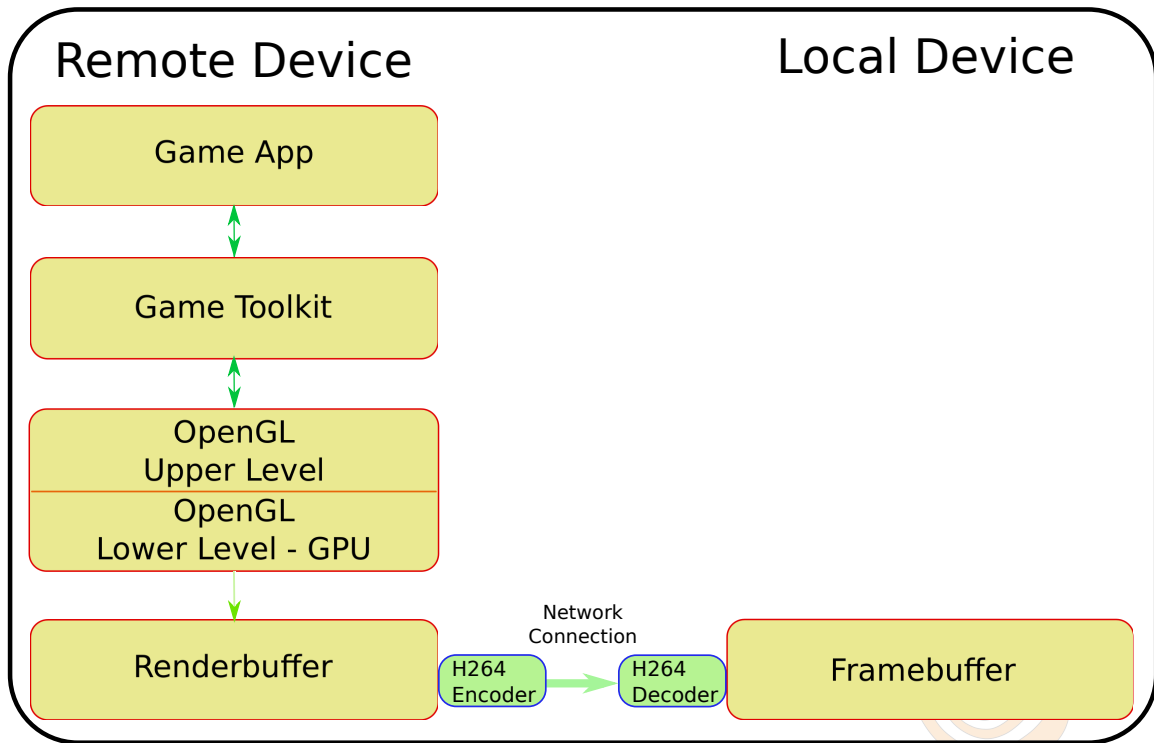 Remote Device
Local Device
Game App
Game Toolkit
OpenGL
Upper Level
OpenGL
Lower Level - GPU
Network
Connection
Renderbuffer
H264
Encoder
H264
Decoder
Framebuffer